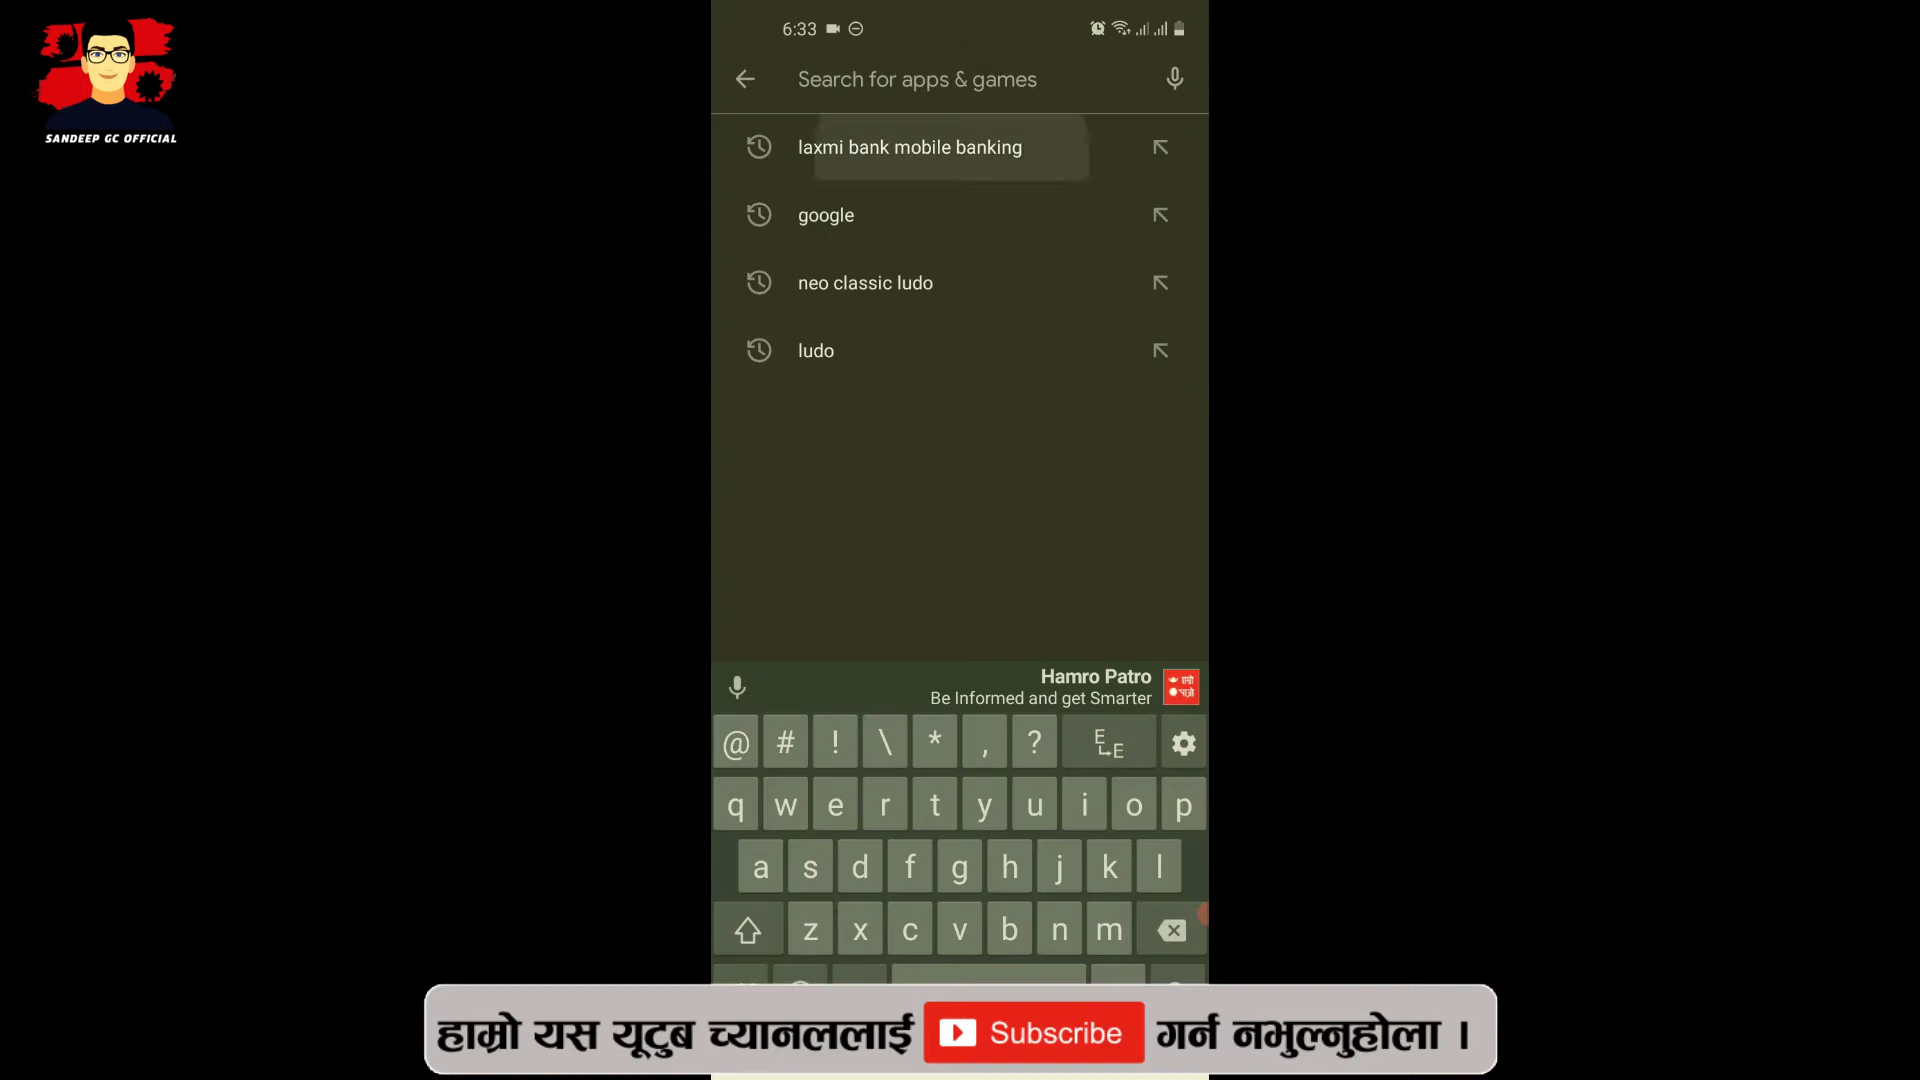 SANDEEP GC OFFICIAL
6:33
Search for apps & games
laxmi bank mobile banking
google
neo classic ludo
ludo
Hamro Patro
Be Informed and get Smarter
हाम्रो
पात्रो
@ # ! \ * , ? E E
q w e r t y u i o p
a s d f g h j k l
z x c v b n m
हाम्रो यस यूटुब च्यानललाई Subscribe गर्न नभुल्नुहोला ।